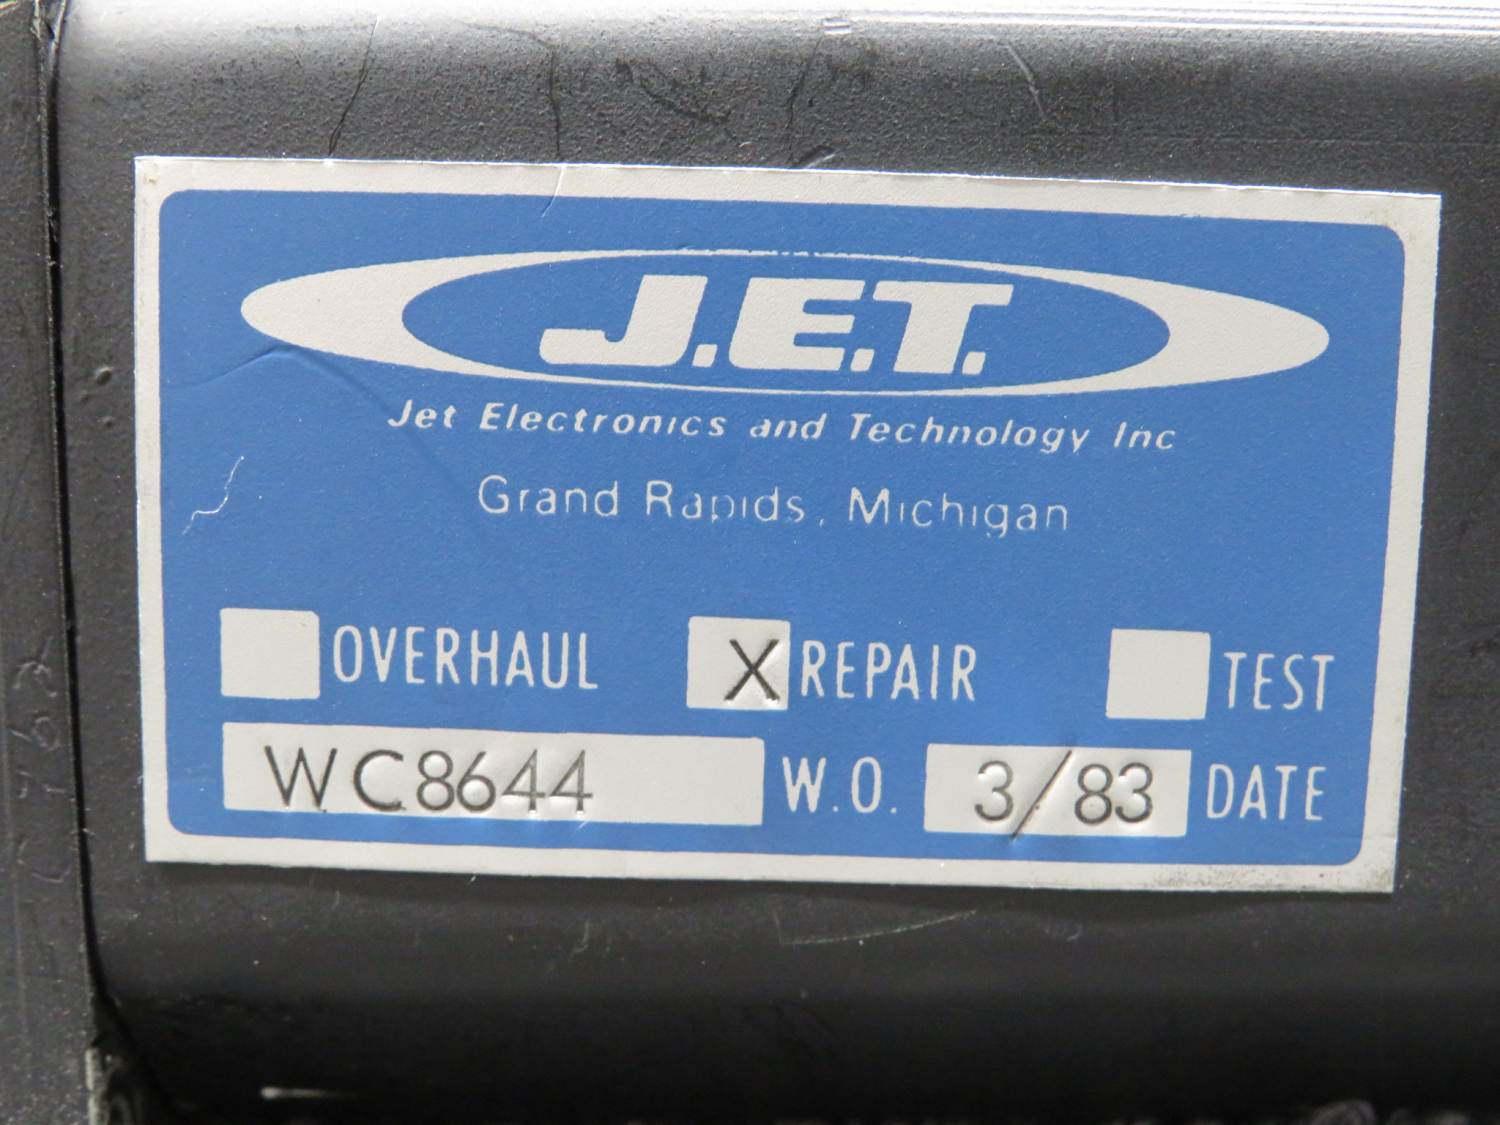 J.E.T.
Jet Electronics and Technology Inc
Grand Rapids, Michigan
OVERHAUL X REPAIR TEST
WC8644 W.O. 3/83 DATE